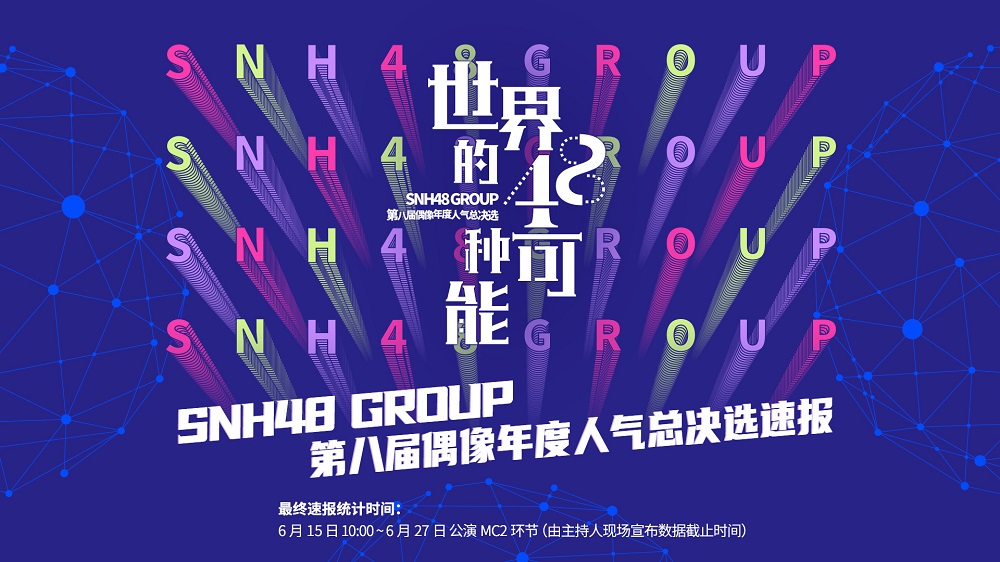 SNH48GROUP
SNH48GROUP
SNH48GROUP
SNH48GROUP
世界
的48
种可
能
SNH48 GROUP
第八届偶像年度人气总决选
SNH48 GROUP
第八届偶像年度人气总决选速报
最终速报统计时间：
6 月 15 日 10:00 ~ 6 月 27 日 公演 MC2 环节（由主持人现场宣布数据截止时间）